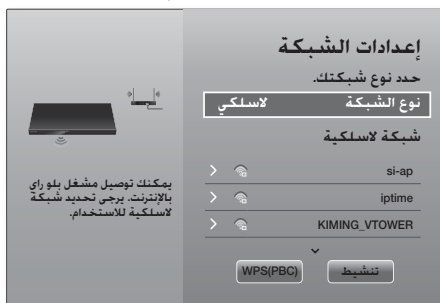 إعدادات الشبكة
حدد نوع شبكتك.
نوع الشبكة لاسلكي
شبكة لاسلكية
si-ap
iptime
KIMING_VTOWER
تنشيط WPS(PBC)
يمكنك توصيل مشغل بلو راي
بالإنترنت. يرجى تحديد شبكة
لاسلكية للاستخدام.